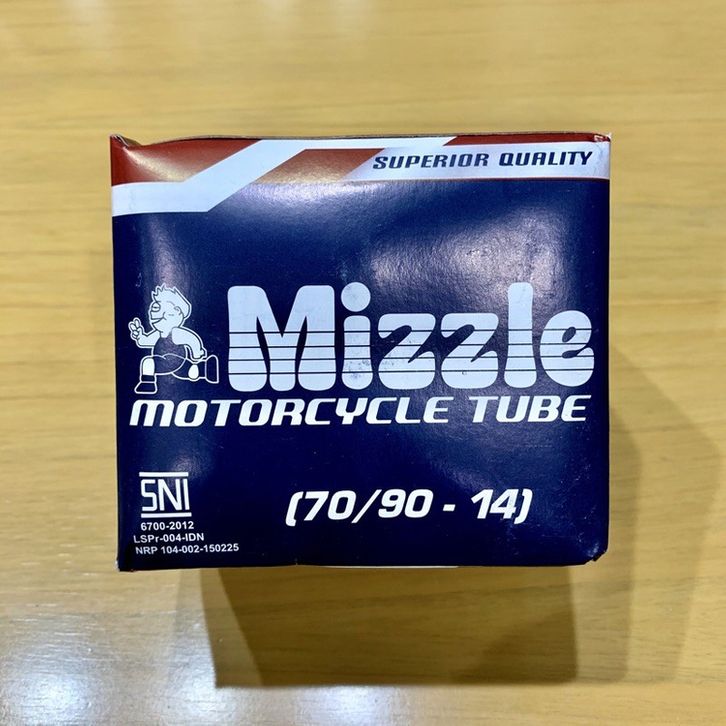 SUPERIOR QUALITY
Mizzle
MOTORCYCLE TUBE
SNI
6700-2012
LSPr-004-IDN
NRP 104-002-150225
(70/90 - 14)